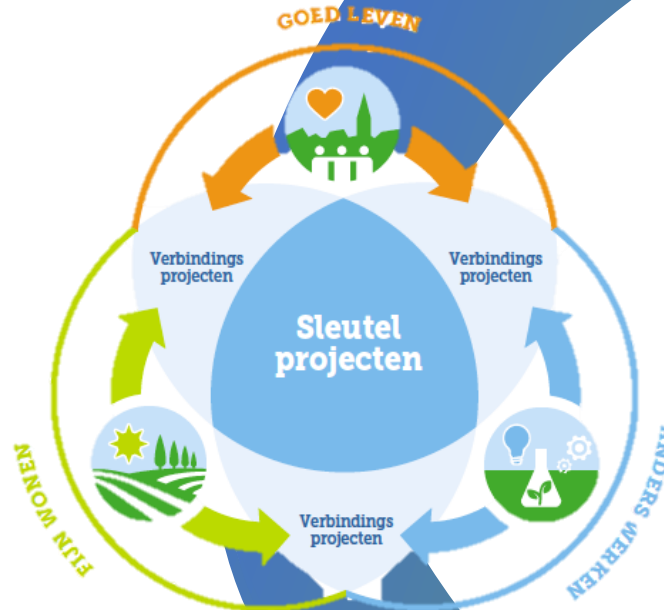 GOED LEVEN
Verbindings
projecten
Verbindings
projecten
Sleutel
projecten
FIJN WONEN
ANDERS WERKEN
Verbindings
projecten